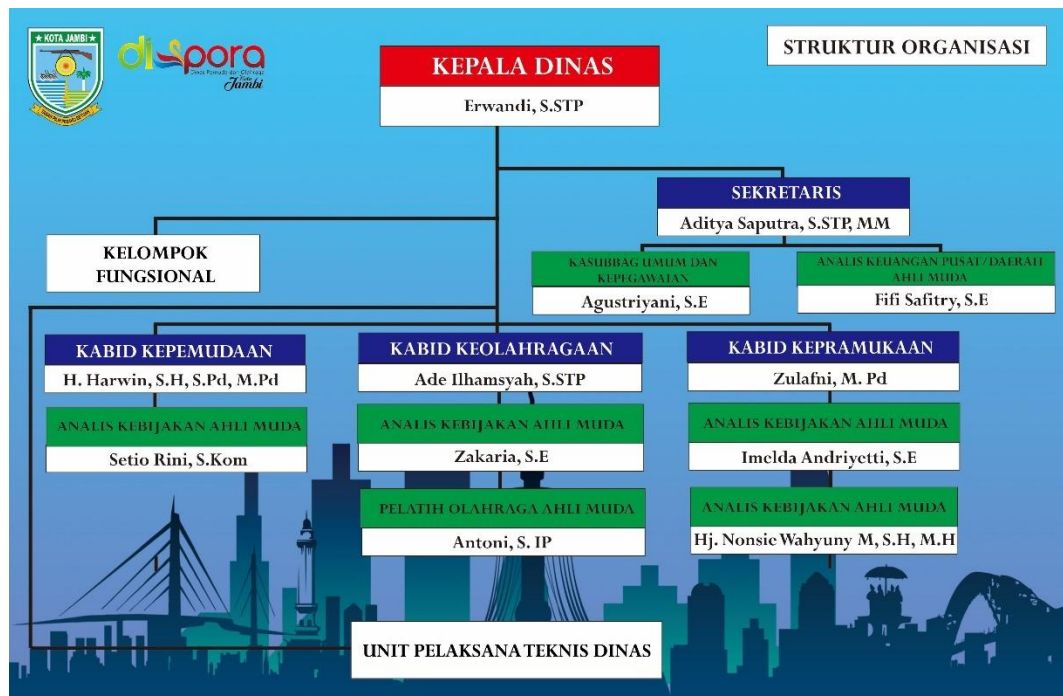 ★ KOTA JAMBI ★
dispora
Dinas Pemuda dan Olahraga
Kota
Jambi
STRUKTUR ORGANISASI
KEPALA DINAS
Erwandi, S.STP
SEKRETARIS
Aditya Saputra, S.STP, MM
KELOMPOK
FUNGSIONAL
KASUBBAG UMUM DAN
KEPEGAWAIAN
Agustriyani, S.E
ANALIS KEUANGAN PUSAT/DAERAH
AHLI MUDA
Fifi Safitry, S.E
KABID KEPEMUDAAN
H. Harwin, S.H, S.Pd, M.Pd
ANALIS KEBIJAKAN AHLI MUDA
Setio Rini, S.Kom
KABID KEOLAHRAGAAN
Ade Ilhamsyah, S.STP
ANALIS KEBIJAKAN AHLI MUDA
Zakaria, S.E
PELATIH OLAHRAGA AHLI MUDA
Antoni, S. IP
KABID KEPRAMUKAAN
Zulafni, M. Pd
ANALIS KEBIJAKAN AHLI MUDA
Imelda Andriyetti, S.E
ANALIS KEBIJAKAN AHLI MUDA
Hj. Nonsie Wahyuny M, S.H, M.H
UNIT PELAKSANA TEKNIS DINAS